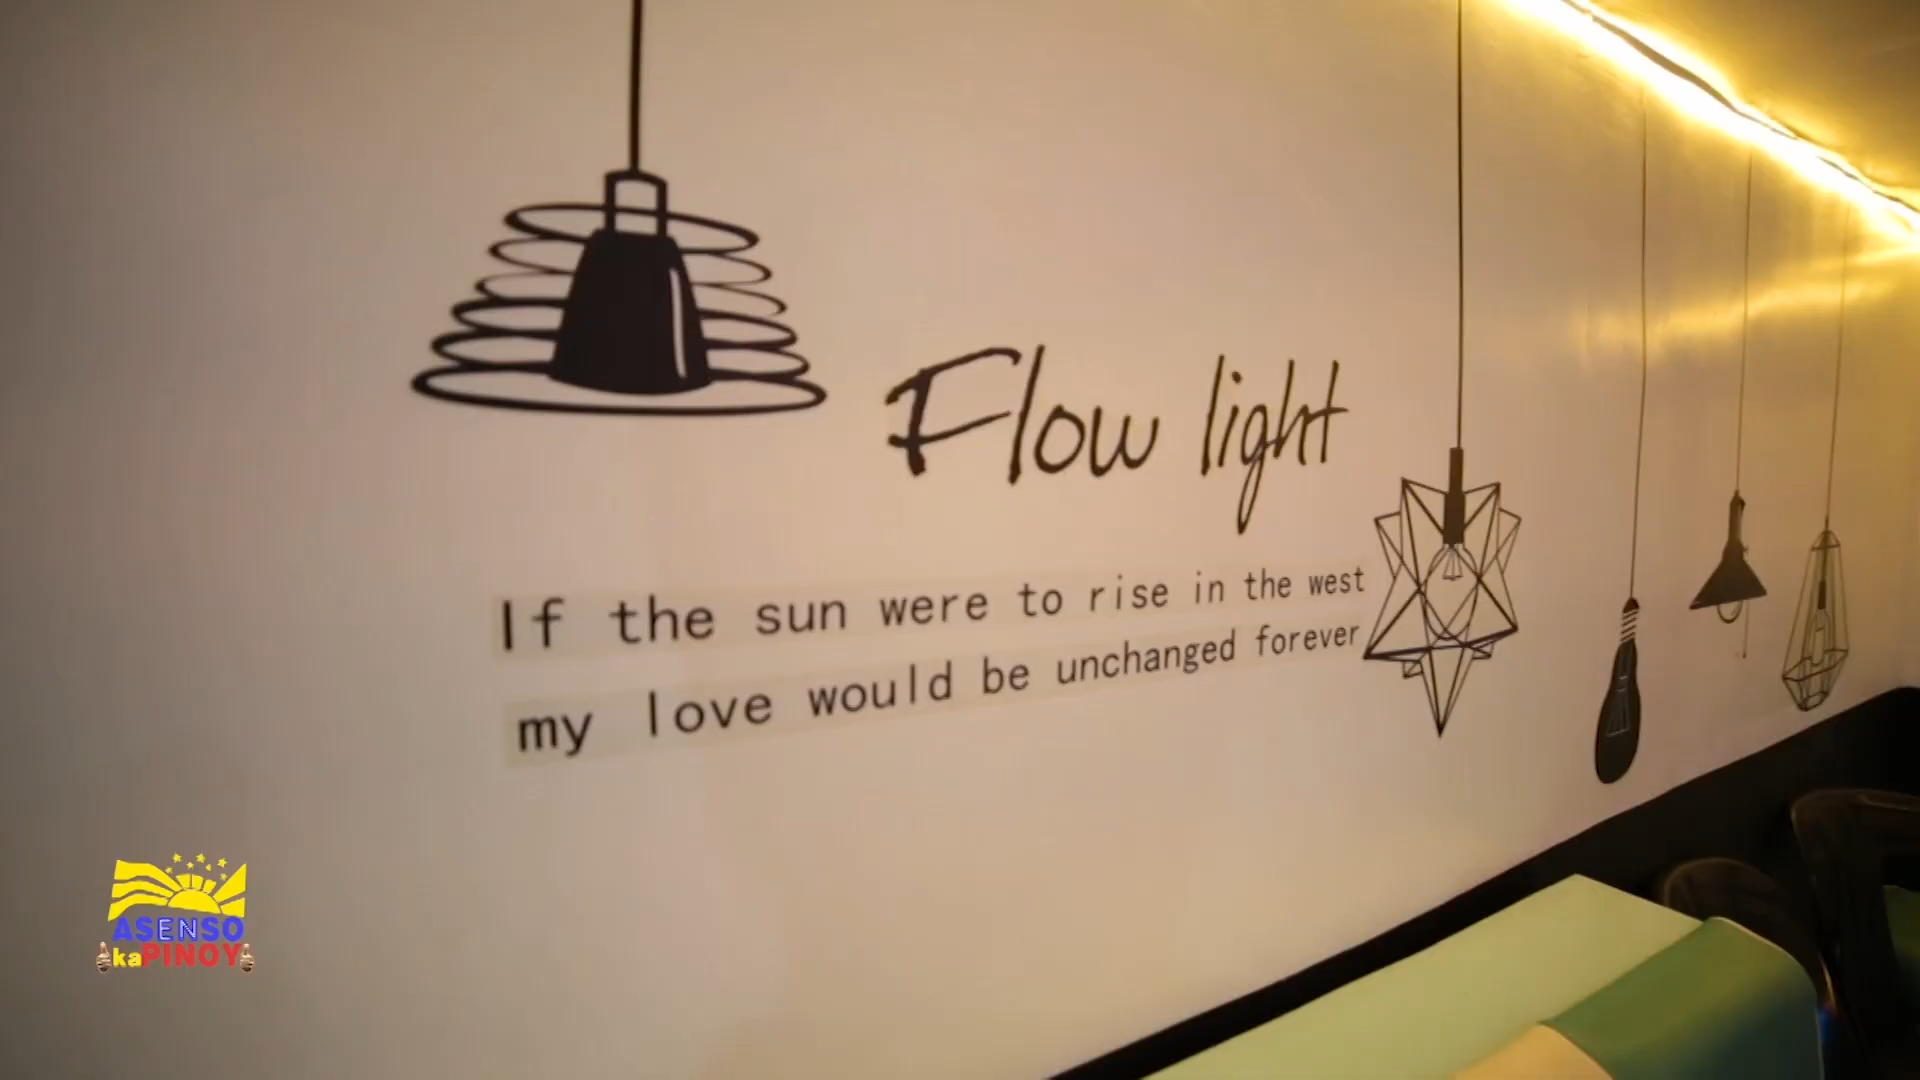 Flow light
If the sun were to rise in the west
my love would be unchanged forever
ASENSO
kaPINOY